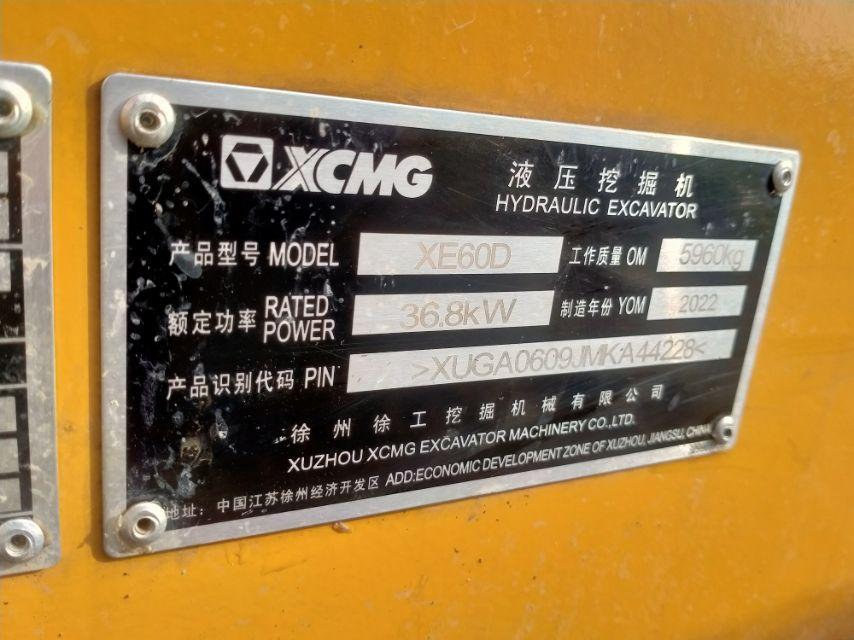 XCMG 液压挖掘机
HYDRAULIC EXCAVATOR
产品型号 MODEL XE60D 工作质量 OM 5960kg
额定功率 RATED POWER 36.8kW 制造年份 YOM 2022
产品识别代码 PIN >XUGA0609JMKA44228<
徐州徐工挖掘机械有限公司
XUZHOU XCMG EXCAVATOR MACHINERY CO.,LTD.
地址：中国江苏徐州经济开发区 ADD:ECONOMIC DEVELOPMENT ZONE OF XUZHOU, JIANGSU, CHINA